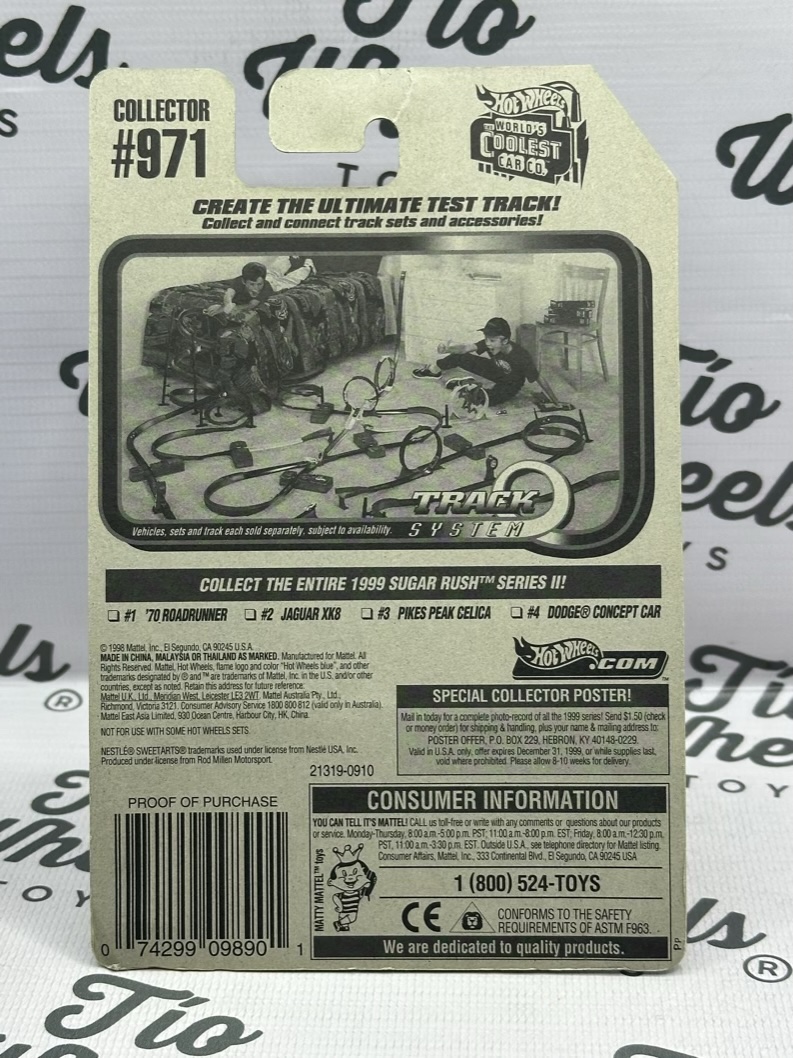 COLLECTOR
#971
HOT WHEELS
THE WORLD'S
COOLEST
CAR CO.
CREATE THE ULTIMATE TEST TRACK!
Collect and connect track sets and accessories!
TRACK
SYSTEM
Vehicles, sets and track each sold separately, subject to availability.
COLLECT THE ENTIRE 1999 SUGAR RUSH™ SERIES II!
❑ #1 '70 ROADRUNNER ❑ #2 JAGUAR XK8 ❑ #3 PIKES PEAK CELICA ❑ #4 DODGE® CONCEPT CAR
© 1998 Mattel, Inc., El Segundo, CA 90245 U.S.A.
MADE IN CHINA, MALAYSIA OR THAILAND AS MARKED. Manufactured for Mattel. All
Rights Reserved. Mattel, Hot Wheels, flame logo and color "Hot Wheels blue", and other
trademarks designated by ® and ™ are trademarks of Mattel, Inc. in the U.S. and/or other
countries, except as noted. Retain this address for future reference:
Mattel U.K., Ltd., Meridian West, Leicester LE3 2WT. Mattel Australia Pty., Ltd.,
Richmond, Victoria 3121. Consumer Advisory Service 1800 800 812 (valid only in Australia).
Mattel East Asia Limited, 930 Ocean Centre, Harbour City, HK, China.
NOT FOR USE WITH SOME HOT WHEELS SETS.
NESTLÉ® SWEETARTS® trademarks used under license from Nestlé USA, Inc.
Produced under license from Rod Millen Motorsport.
21319-0910
HOT WHEELS.COM™
SPECIAL COLLECTOR POSTER!
Mail in today for a complete photo-record of all the 1999 series! Send $1.50 (check
or money order) for shipping & handling, plus your name & mailing address to:
POSTER OFFER, P.O. BOX 229, HEBRON, KY 40148-0229.
Valid in U.S.A. only, offer expires December 31, 1999, or while supplies last,
void where prohibited. Please allow 8-10 weeks for delivery.
PROOF OF PURCHASE
0 74299 09890 1
CONSUMER INFORMATION
YOU CAN TELL IT'S MATTEL! CALL us toll-free or write with any comments or questions about our products
or service. Monday-Thursday, 8:00 a.m.-5:00 p.m. PST; 11:00 a.m.-8:00 p.m. EST; Friday, 8:00 a.m.-12:30 p.m.
PST, 11:00 a.m.-3:30 p.m. EST. Outside U.S.A., see telephone directory for Mattel listing.
Consumer Affairs, Mattel, Inc., 333 Continental Blvd., El Segundo, CA 90245 USA
MATTY MATTEL™ toys
1 (800) 524-TOYS
CE
CONFORMS TO THE SAFETY
REQUIREMENTS OF ASTM F963.
We are dedicated to quality products.
PP
Tio
Wheels
TOYS
®